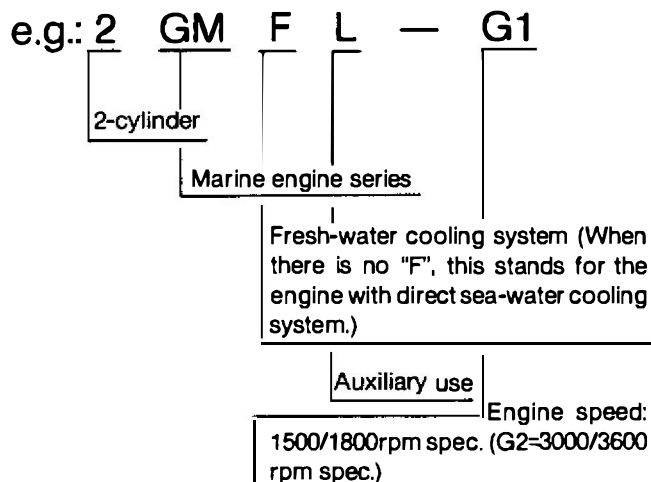 e.g.: 2 GM F L — G1
2-cylinder
Marine engine series
Fresh-water cooling system (When
there is no "F", this stands for the
engine with direct sea-water cooling
system.)
Auxiliary use
Engine speed:
1500/1800rpm spec. (G2=3000/3600
rpm spec.)